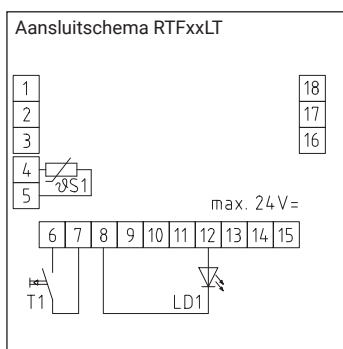 Aansluitschema RTFxxLT
1 18
2 17
3 16
4 ϑS1
5
max. 24V=
6 7 8 9 10 11 12 13 14 15
T1 LD1